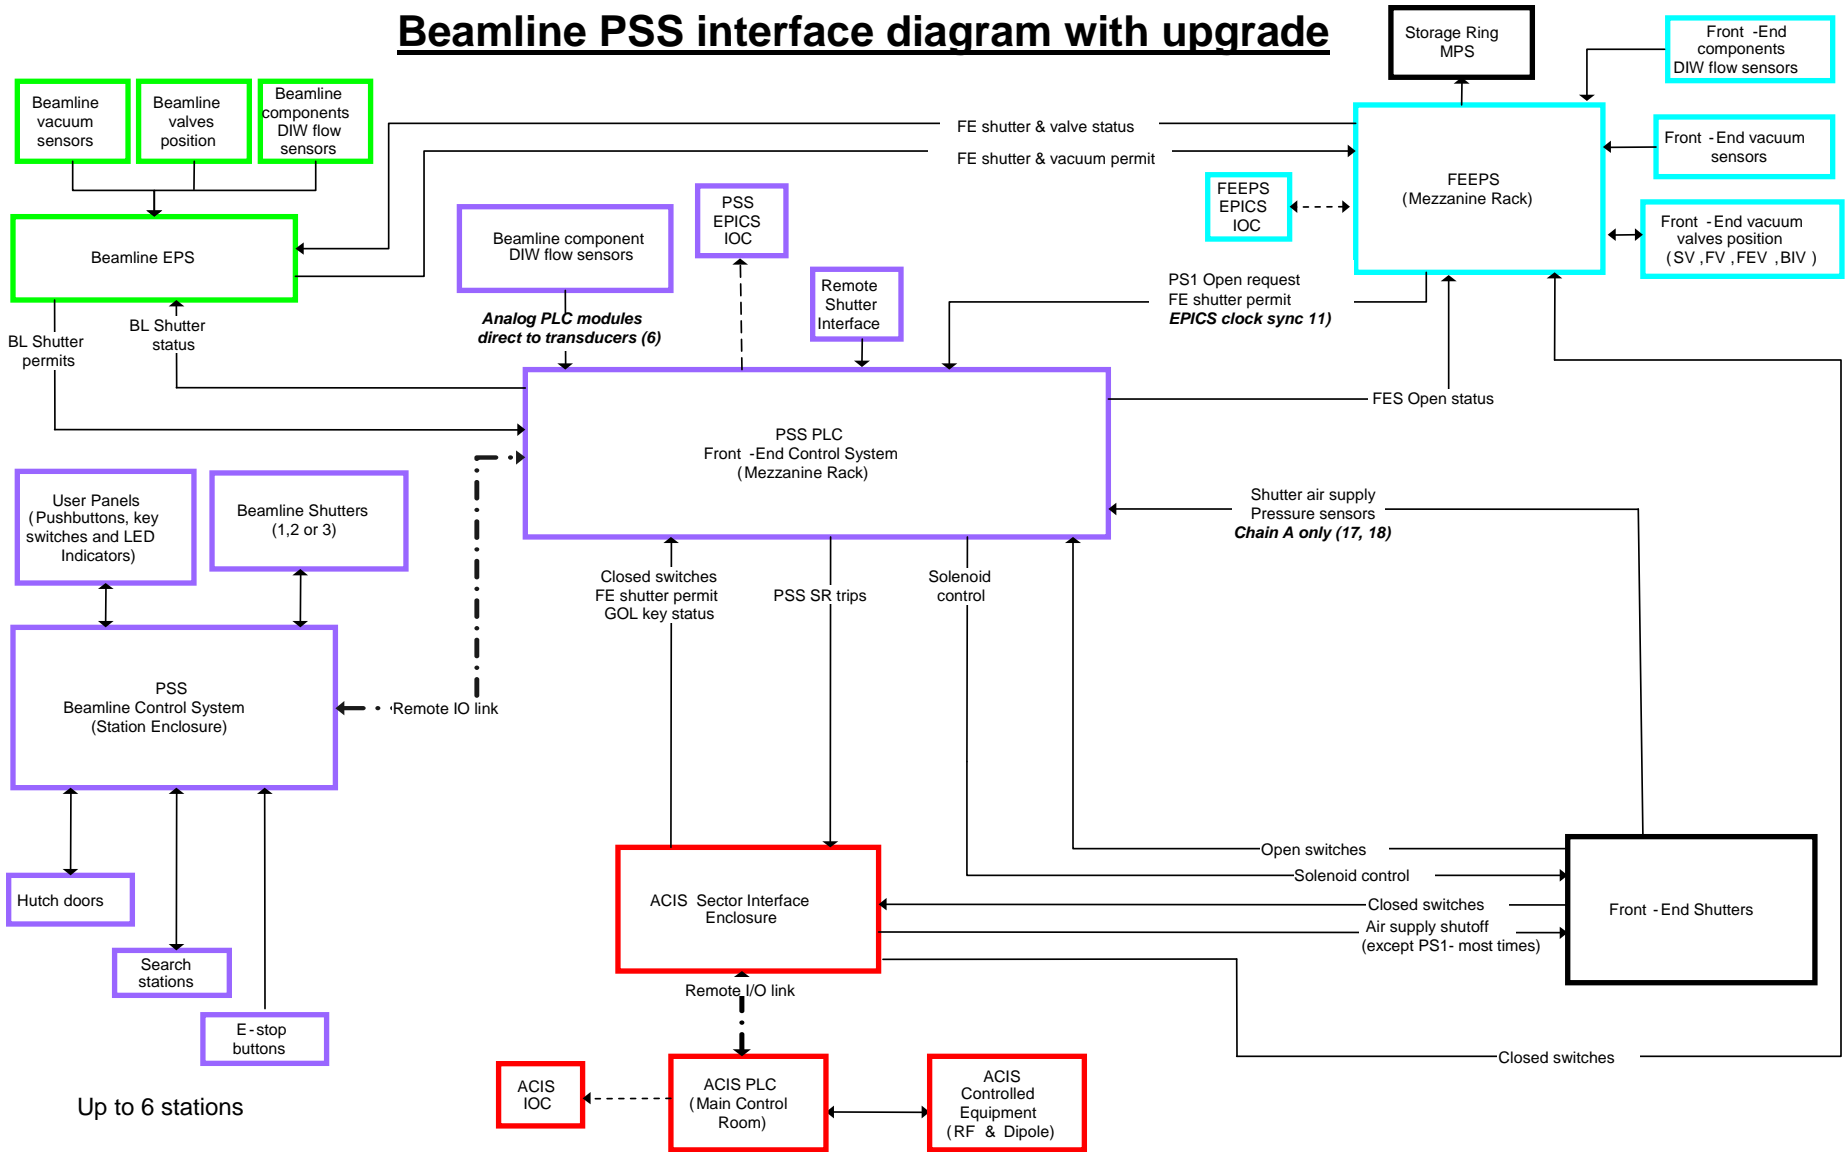 Beamline PSS interface diagram with upgrade
Storage Ring
MPS
Front -End
components
DIW flow sensors
Beamline
vacuum
sensors
Beamline
valves
position
Beamline
components
DIW flow
sensors
FE shutter & valve status
FE shutter & vacuum permit
Front -End vacuum
sensors
FEEPS
(Mezzanine Rack)
FEEPS
EPICS
IOC
PSS
EPICS
IOC
Front -End vacuum
valves position
(SV ,FV ,FEV ,BIV )
Beamline EPS
Beamline component
DIW flow sensors
Remote
Shutter
Interface
PS1 Open request
FE shutter permit
EPICS clock sync 11)
Analog PLC modules
direct to transducers (6)
BL Shutter
permits
BL Shutter
status
FES Open status
PSS PLC
Front -End Control System
(Mezzanine Rack)
User Panels
(Pushbuttons, key
switches and LED
Indicators)
Beamline Shutters
(1,2 or 3)
Shutter air supply
Pressure sensors
Chain A only (17, 18)
Closed switches
FE shutter permit
GOL key status
PSS SR trips
Solenoid
control
PSS
Beamline Control System
(Station Enclosure)
Remote IO link
Open switches
Solenoid control
Closed switches
Air supply shutoff
(except PS1- most times)
Front -End Shutters
Hutch doors
ACIS Sector Interface
Enclosure
Search
stations
Remote I/O link
E-stop
buttons
Closed switches
ACIS
IOC
ACIS PLC
(Main Control
Room)
ACIS
Controlled
Equipment
(RF & Dipole)
Up to 6 stations